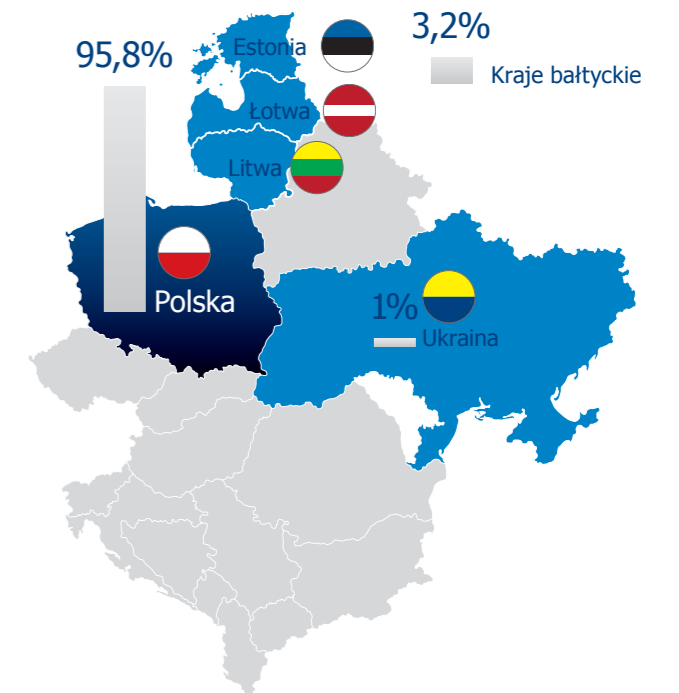 3,2%
Kraje bałtyckie
95,8%
Estonia
Łotwa
Litwa
Polska
1%
Ukraina